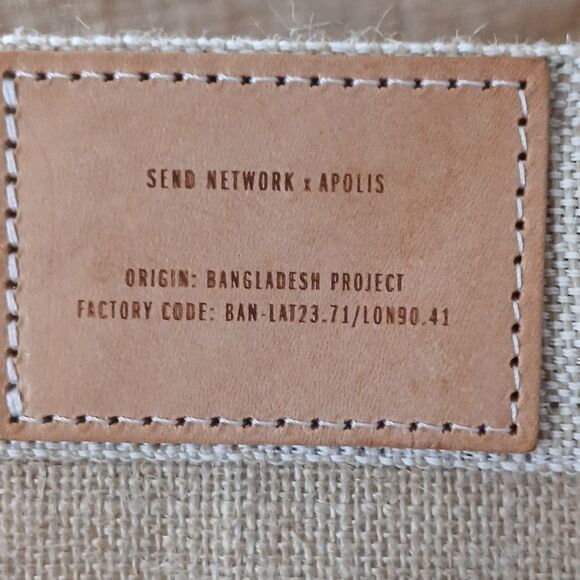 SEND NETWORK x APOLIS
ORIGIN: BANGLADESH PROJECT
FACTORY CODE: BAN-LAT23.71/LON90.41